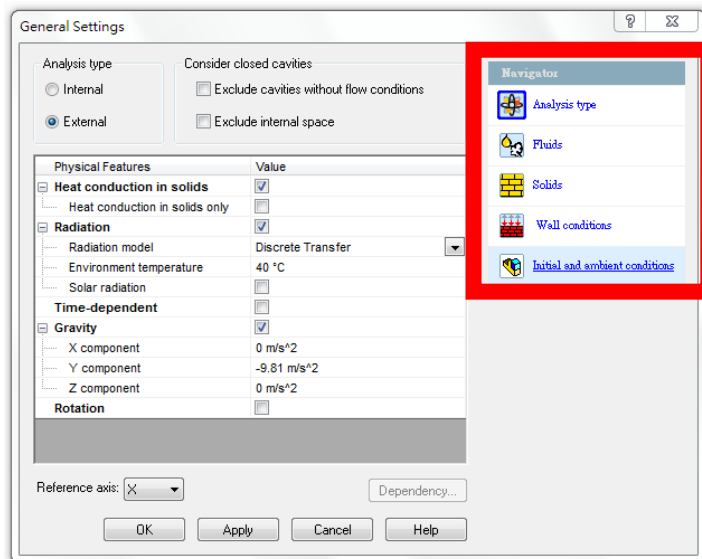 General Settings
Analysis type
Internal
External
Consider closed cavities
Exclude cavities without flow conditions
Exclude internal space
Physical Features Value
Heat conduction in solids
Heat conduction in solids only
Radiation
Radiation model Discrete Transfer
Environment temperature 40 °C
Solar radiation
Time-dependent
Gravity
X component 0 m/s^2
Y component -9.81 m/s^2
Z component 0 m/s^2
Rotation
Reference axis: X
Dependency...
OK Apply Cancel Help
Navigator
Analysis type
Fluids
Solids
Wall conditions
Initial and ambient conditions